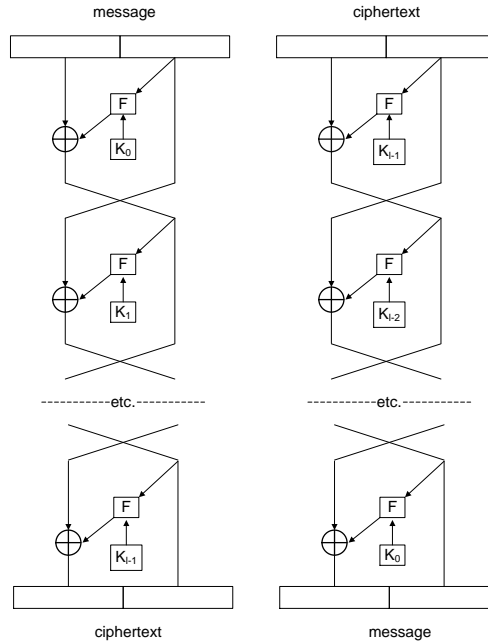 message
ciphertext
F
F
K0
Kl-1
F
F
K1
Kl-2
etc.
etc.
F
F
Kl-1
K0
ciphertext
message